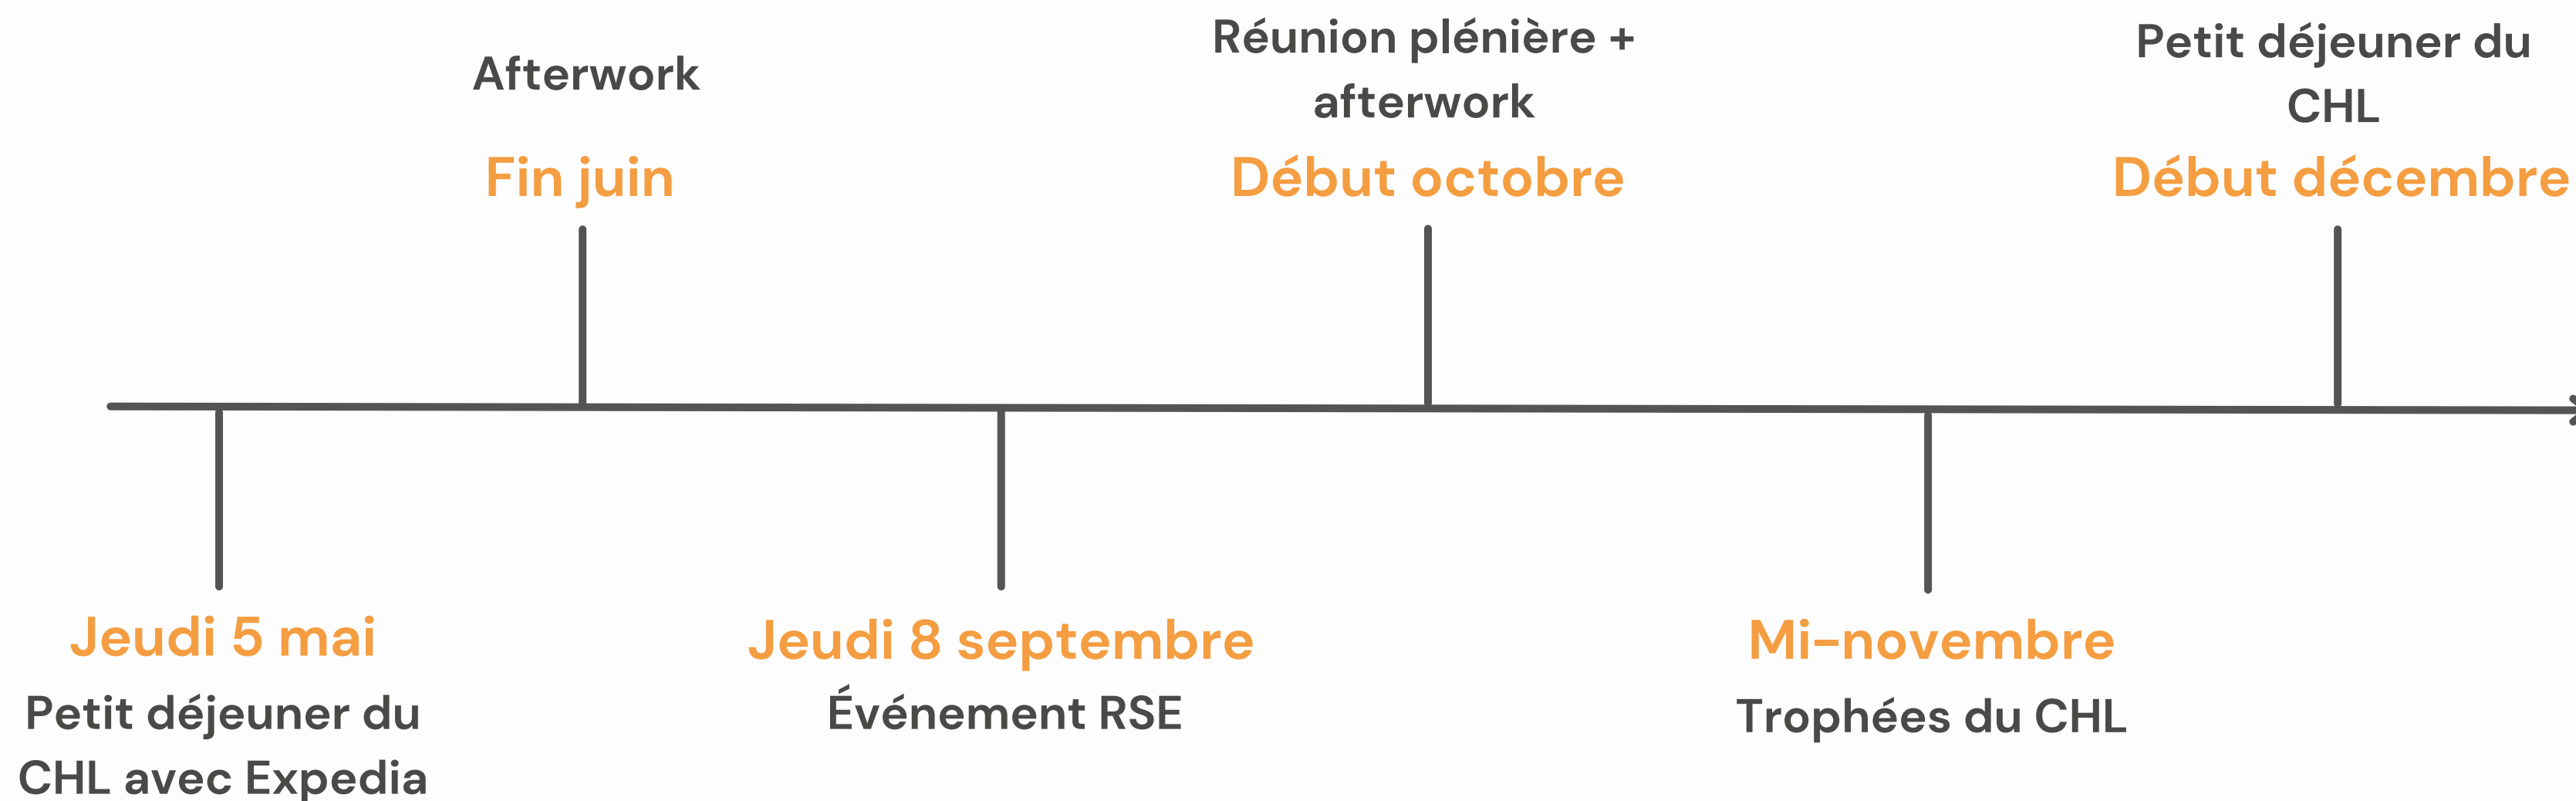 Afterwork
Fin juin
Réunion plénière +
afterwork
Début octobre
Petit déjeuner du
CHL
Début décembre
Jeudi 5 mai
Petit déjeuner du
CHL avec Expedia
Jeudi 8 septembre
Événement RSE
Mi-novembre
Trophées du CHL